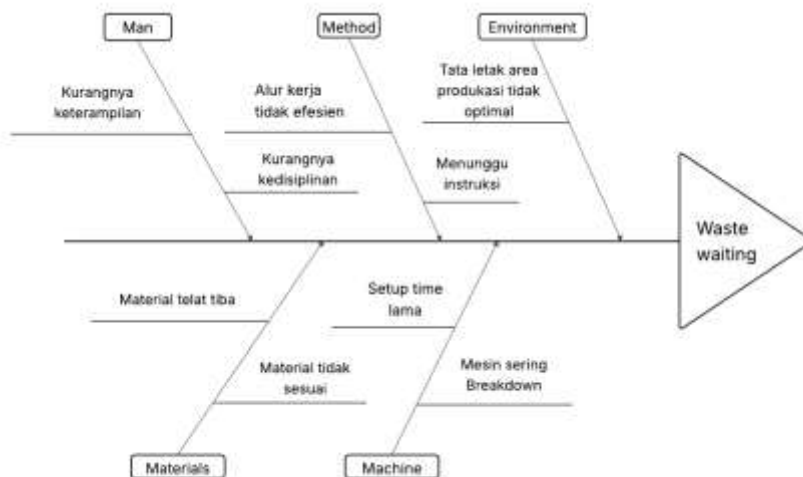 Man
Method
Environment
Kurangnya
keterampilan
Alur kerja
tidak efesien
Tata letak area
produkasi tidak
optimal
Kurangnya
kedisiplinan
Menunggu
instruksi
Waste
waiting
Material telat tiba
Setup time
lama
Material tidak
sesuai
Mesin sering
Breakdown
Materials
Machine